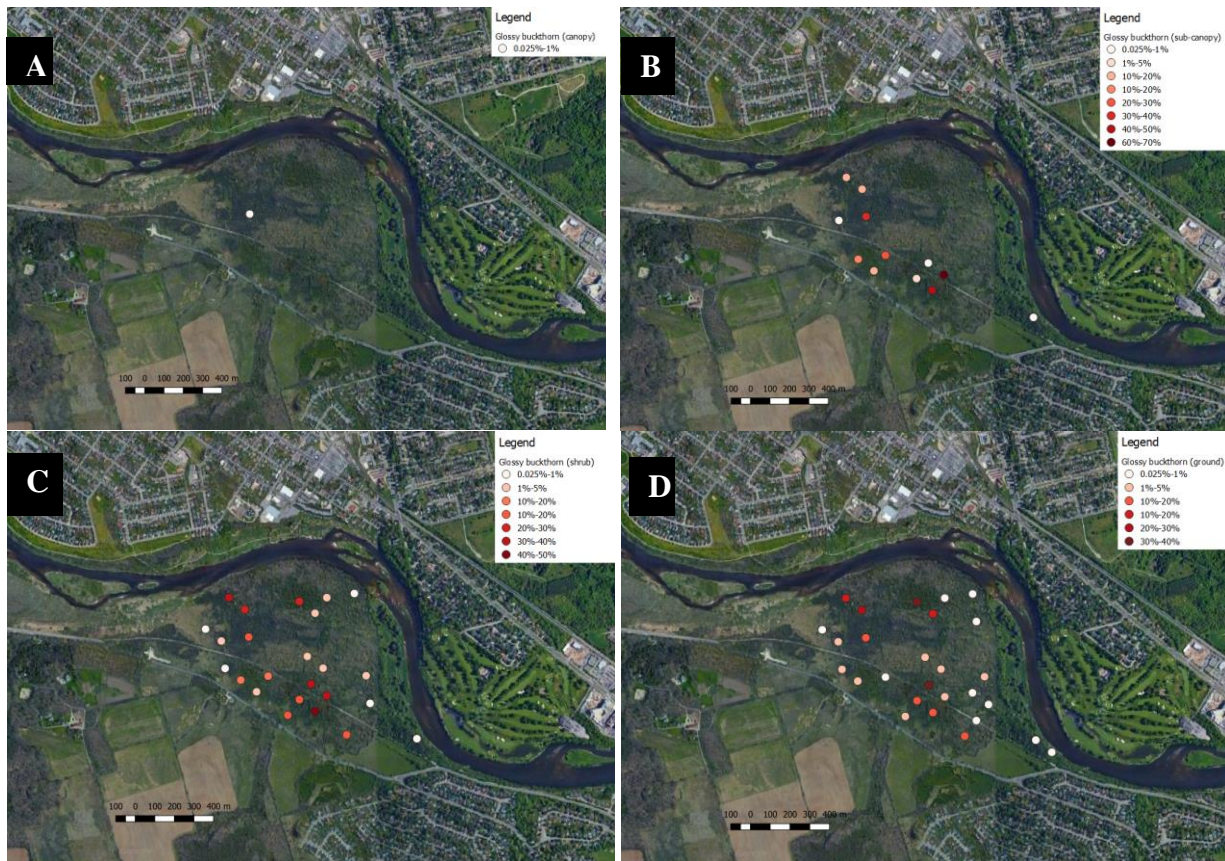 A
Legend
Glossy buckthorn (canopy)
0.025%-1%
100 0 100 200 300 400 m
B
Legend
Glossy buckthorn (sub-canopy)
0.025%-1%
1%-5%
10%-20%
10%-20%
20%-30%
30%-40%
40%-50%
60%-70%
100 0 100 200 300 400 m
C
Legend
Glossy buckthorn (shrub)
0.025%-1%
1%-5%
10%-20%
10%-20%
20%-30%
30%-40%
40%-50%
100 0 100 200 300 400 m
D
Legend
Glossy buckthorn (ground)
0.025%-1%
1%-5%
10%-20%
10%-20%
20%-30%
30%-40%
100 0 100 200 300 400 m